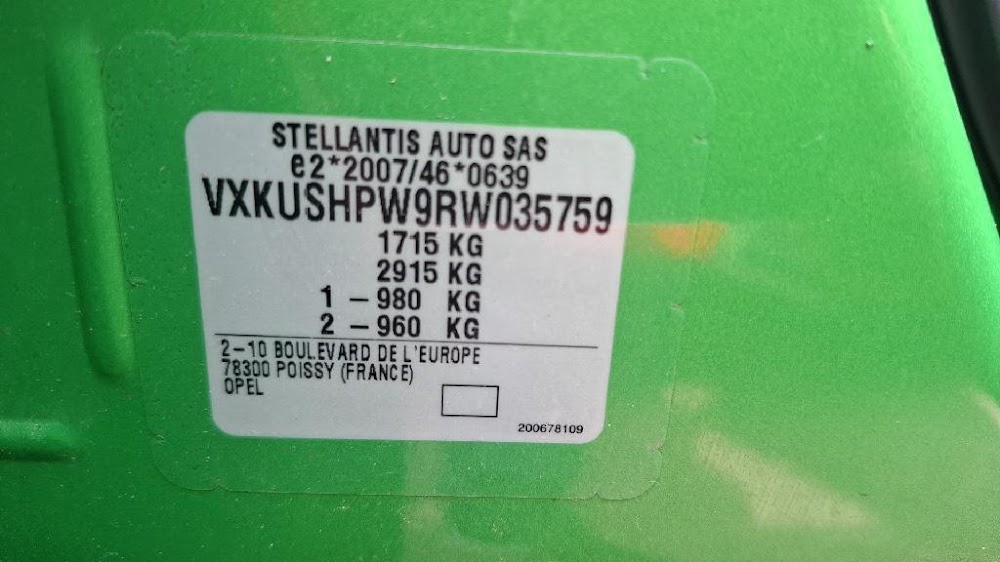 STELLANTIS AUTO SAS
e2*2007/46*0639
VXKUSHPW9RW035759
1715 KG
2915 KG
1 - 980 KG
2 - 960 KG
2-10 BOULEVARD DE L'EUROPE
78300 POISSY (FRANCE)
OPEL
200678109